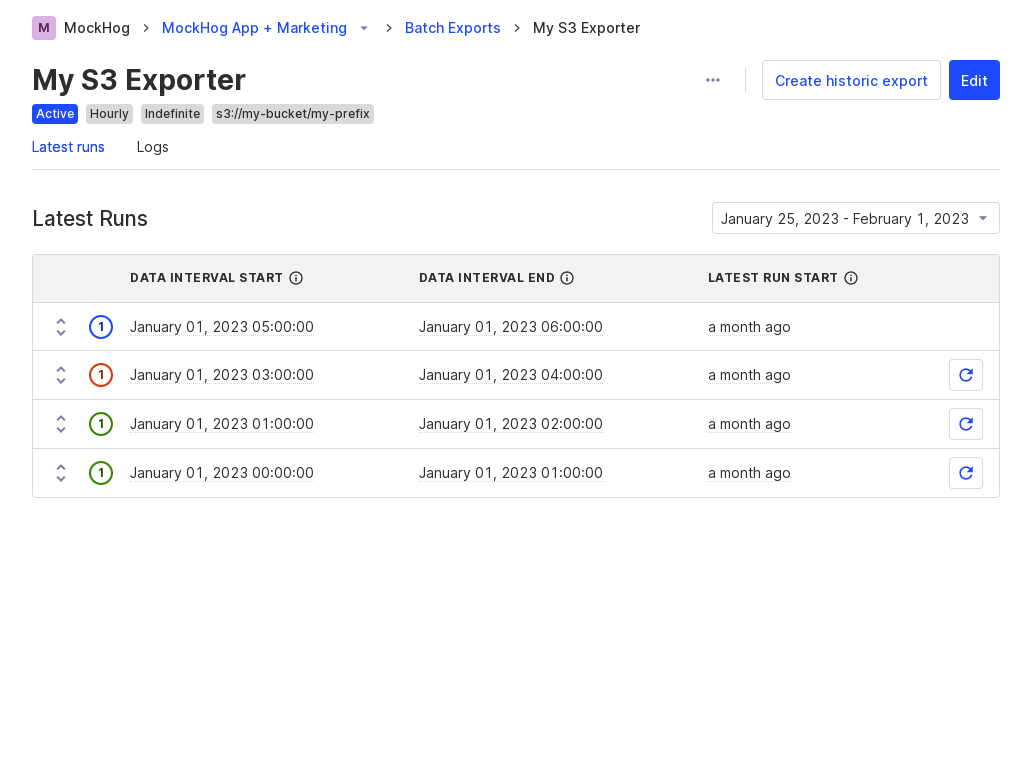 M MockHog MockHog App + Marketing Batch Exports My S3 Exporter
My S3 Exporter
Create historic export Edit
Active Hourly Indefinite s3://my-bucket/my-prefix
Latest runs Logs
Latest Runs
January 25, 2023 - February 1, 2023
DATA INTERVAL START DATA INTERVAL END LATEST RUN START
1 January 01, 2023 05:00:00 January 01, 2023 06:00:00 a month ago
1 January 01, 2023 03:00:00 January 01, 2023 04:00:00 a month ago
1 January 01, 2023 01:00:00 January 01, 2023 02:00:00 a month ago
1 January 01, 2023 00:00:00 January 01, 2023 01:00:00 a month ago